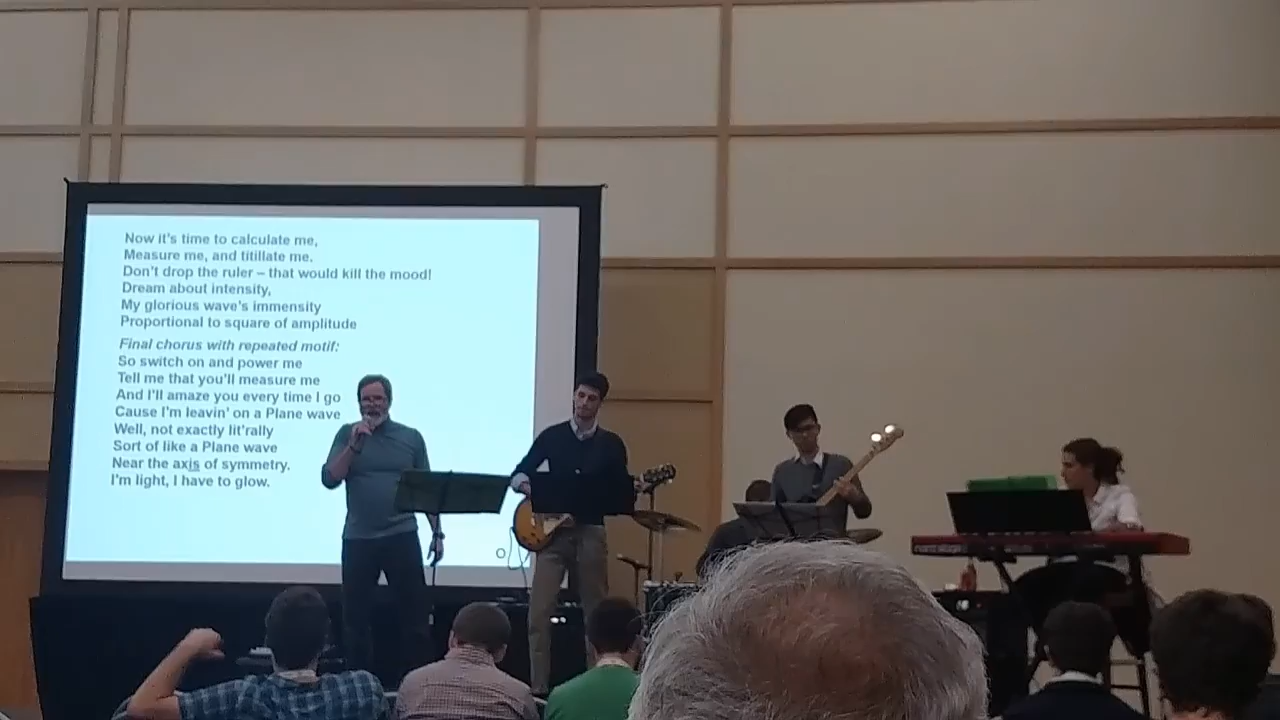 Now it's time to calculate me,
Measure me, and titillate me.
Don't drop the ruler – that would kill the mood!
Dream about intensity,
My glorious wave's immensity
Proportional to square of amplitude
Final chorus with repeated motif:
So switch on and power me
Tell me that you'll measure me
And I'll amaze you every time I go
Cause I'm leavin' on a Plane wave
Well, not exactly lit'rally
Sort of like a Plane wave
Near the axis of symmetry.
I'm light, I have to glow.